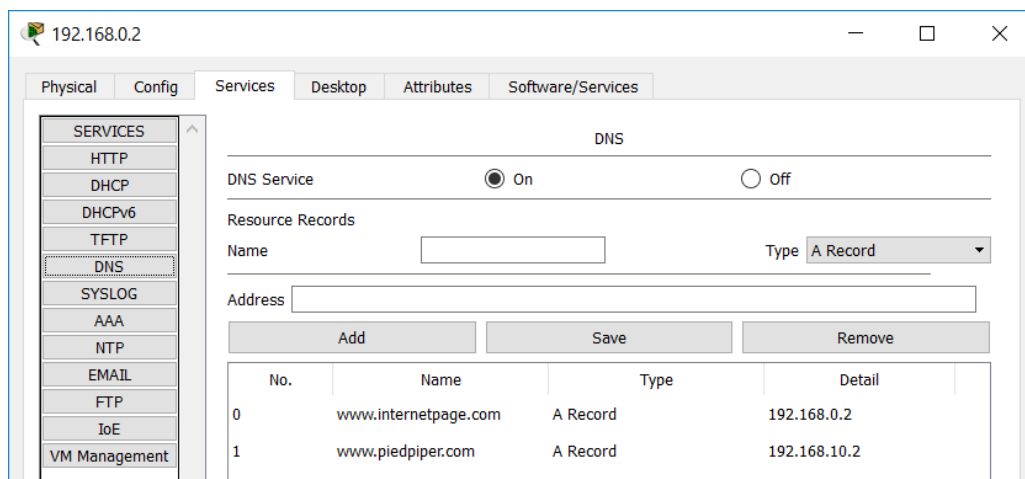 192.168.0.2
Physical Config Services Desktop Attributes Software/Services
SERVICES
HTTP
DHCP
DHCPv6
TFTP
DNS
SYSLOG
AAA
NTP
EMAIL
FTP
IoE
VM Management
DNS
DNS Service On Off
Resource Records
Name Type A Record
Address
Add Save Remove
No. Name Type Detail
0 www.internetpage.com A Record 192.168.0.2
1 www.piedpiper.com A Record 192.168.10.2